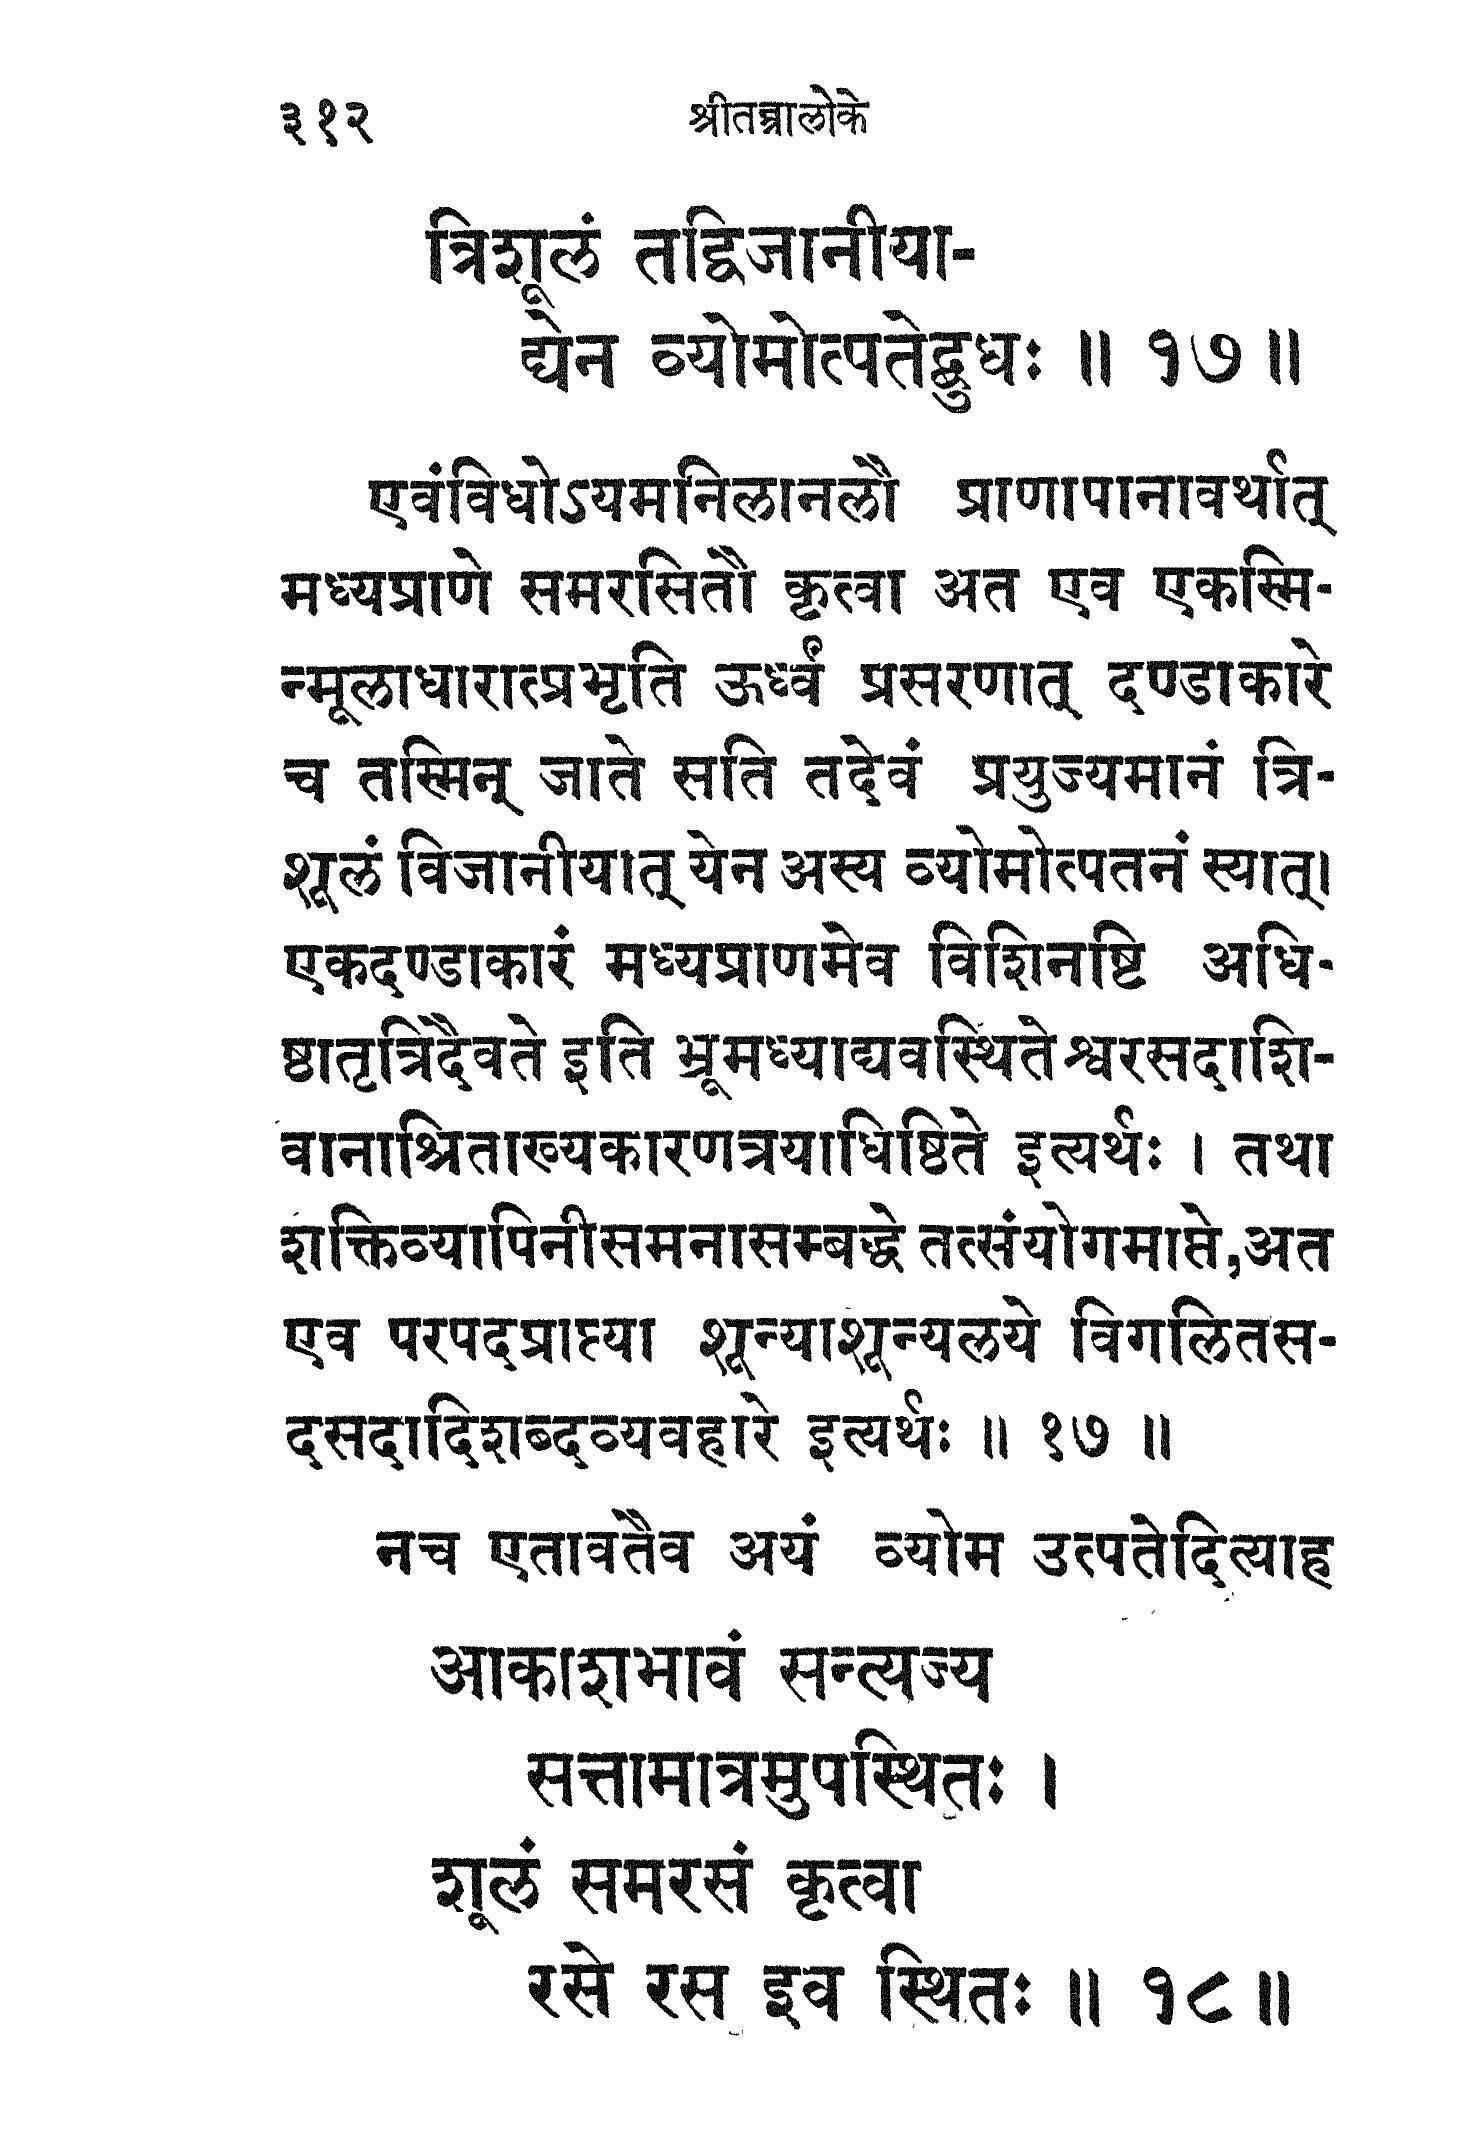 ३१२ श्रीतन्त्रालोके
त्रिशूलं तद्विजानीया-
द्येन व्योमोत्पतेद्बुधः ॥ १७ ॥
एवंविधोऽयमनिलानलौ प्राणापानावर्थात्
मध्यप्राणे समरसितौ कृत्वा अत एव एकस्मि-
न्मूलाधारात्प्रभृति ऊर्ध्वं प्रसरणात् दण्डाकारे
च तस्मिन् जाते सति तदेवं प्रयुज्यमानं त्रि-
शूलं विजानीयात् येन अस्य व्योमोत्पतनं स्यात्।
एकदण्डाकारं मध्यप्राणमेव विशिनष्टि अधि-
ष्ठातृत्रिदैवते इति भ्रूमध्याद्यवस्थितेश्वरसदाशि-
वानाश्रिताख्यकारणत्रयाधिष्ठिते इत्यर्थः । तथा
शक्तिव्यापिनीसमनासम्बद्धे तत्संयोगमाप्ते,अत
एव परपदप्राप्त्या शून्याशून्यलये विगलितस-
दसदादिशब्दव्यवहारे इत्यर्थः ॥ १७ ॥
नच एतावतैव अयं व्योम उत्पतेदित्याह
आकाशभावं सन्त्यज्य
सत्तामात्रमुपस्थितः ।
शूलं समरसं कृत्वा
रसे रस इव स्थितः ॥ १८ ॥